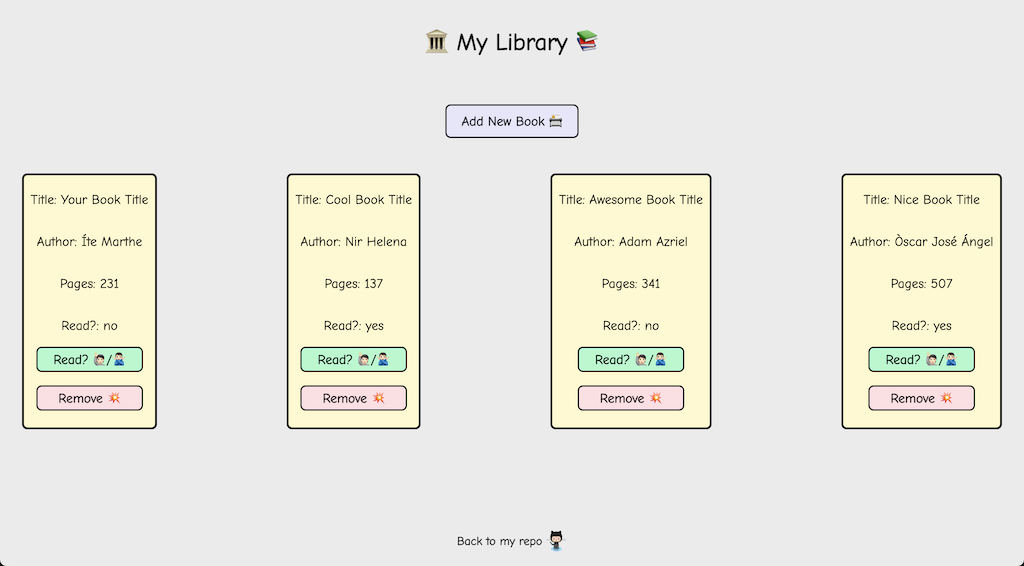 🏛️ My Library 📚
Add New Book 🖨️
Title: Your Book Title
Author: Íte Marthe
Pages: 231
Read?: no
Read? 🙋🏻/🙅🏻‍♂️
Remove 💥
Title: Cool Book Title
Author: Nir Helena
Pages: 137
Read?: yes
Read? 🙋🏻/🙅🏻‍♂️
Remove 💥
Title: Awesome Book Title
Author: Adam Azriel
Pages: 341
Read?: no
Read? 🙋🏻/🙅🏻‍♂️
Remove 💥
Title: Nice Book Title
Author: Òscar José Ángel
Pages: 507
Read?: yes
Read? 🙋🏻/🙅🏻‍♂️
Remove 💥
Back to my repo